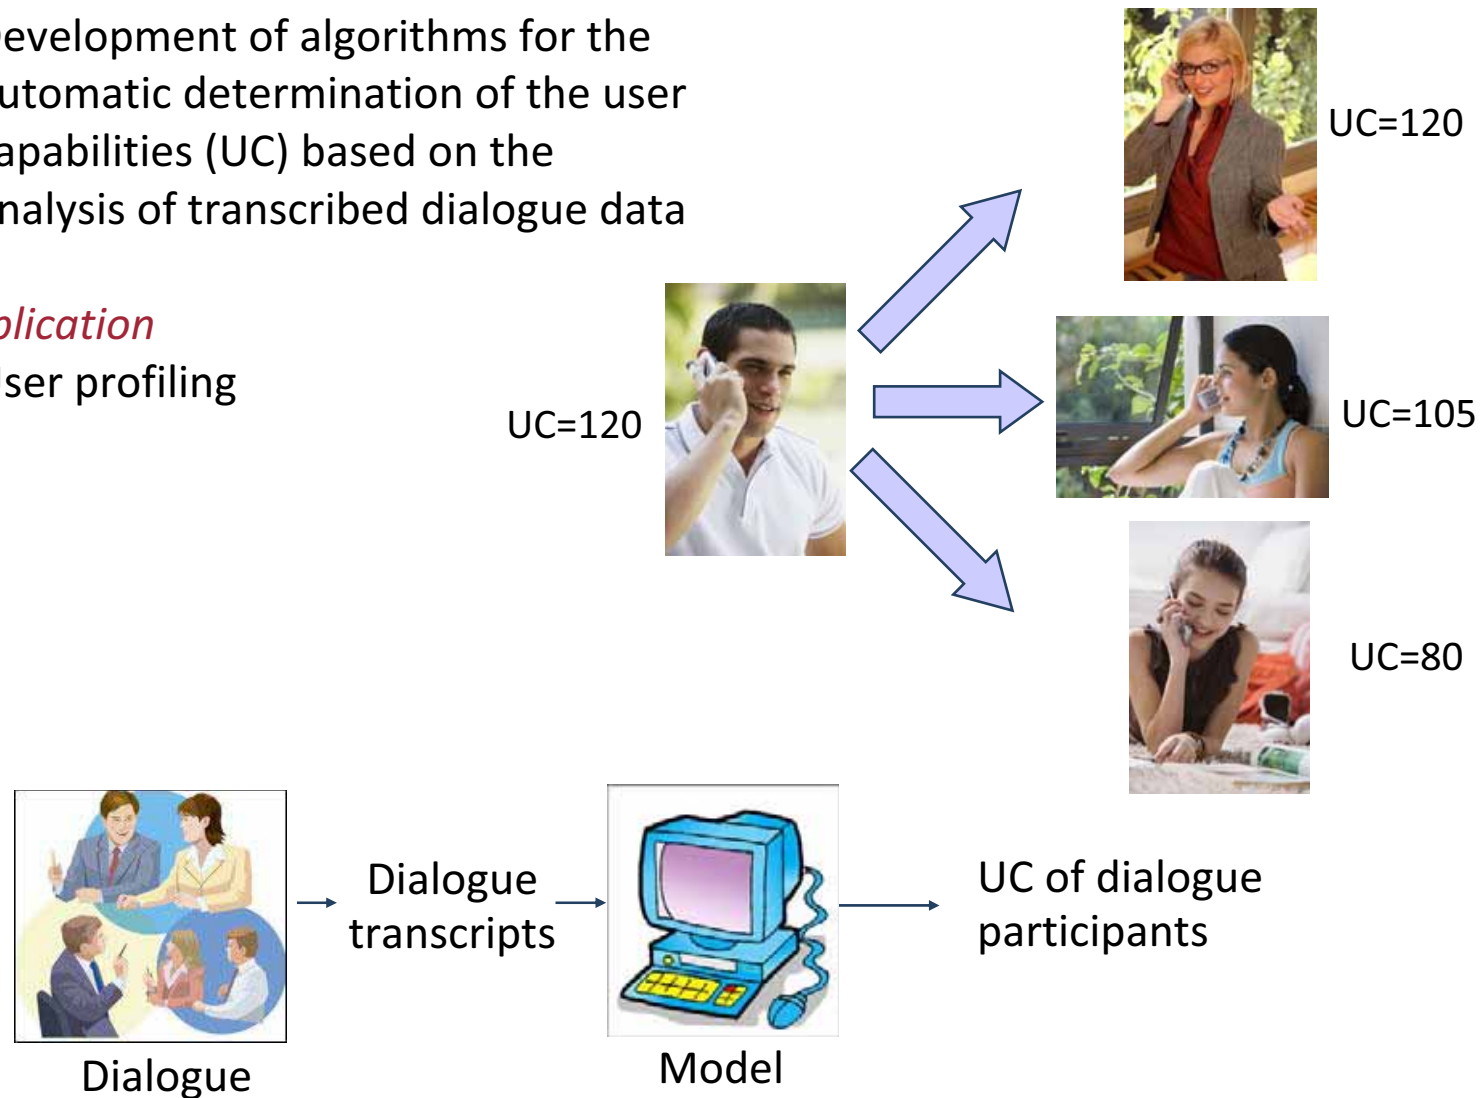 evelopment of algorithms for the
utomatic determination of the user
apabilities (UC) based on the
nalysis of transcribed dialogue data
plication
ser profiling
UC=120
UC=120
UC=105
UC=80
Dialogue
transcripts
UC of dialogue
participants
Dialogue
Model